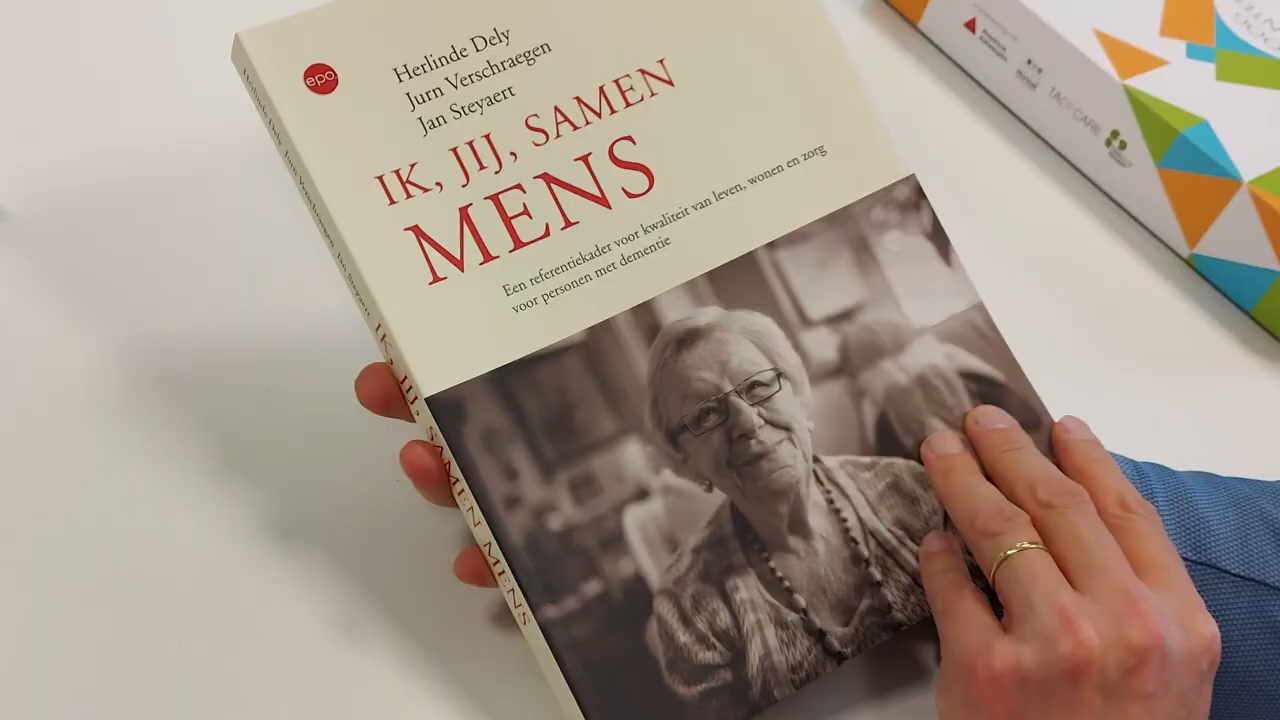 epo
Herlinde Dely
Jurn Verschraegen
Jan Steyaert
IK, JIJ, SAMEN
MENS
Een referentiekader voor kwaliteit van leven, wonen en zorg
voor personen met dementie
Herlinde Dely Jurn Verschraegen Jan Steyaert IK, JIJ, SAMEN MENS
CARE